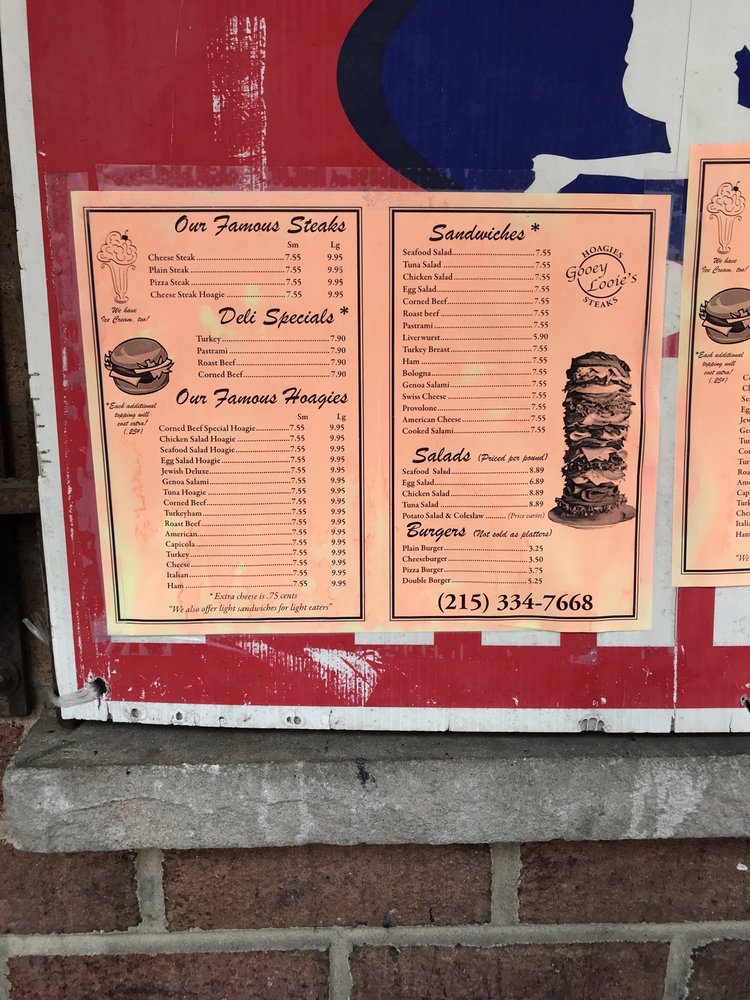 Our Famous Steaks
Sm Lg
Cheese Steak 7.55 9.95
Plain Steak 7.55 9.95
Pizza Steak 7.55 9.95
Cheese Steak Hoagie 7.55 9.95
We have
Ice Cream, too!
Deli Specials *
Turkey 7.90
Pastrami 7.90
Roast Beef 7.90
Corned Beef 7.90
*Each additional
topping will
cost extra!
(.25¢)
Our Famous Hoagies
Sm Lg
Corned Beef Special Hoagie 7.55 9.95
Chicken Salad Hoagie 7.55 9.95
Seafood Salad Hoagie 7.55 9.95
Egg Salad Hoagie 7.55 9.95
Jewish Deluxe 7.55 9.95
Genoa Salami 7.55 9.95
Tuna Hoagie 7.55 9.95
Corned Beef 7.55 9.95
Turkeyham 7.55 9.95
Roast Beef 7.55 9.95
American 7.55 9.95
Capicola 7.55 9.95
Turkey 7.55 9.95
Cheese 7.55 9.95
Italian 7.55 9.95
Ham 7.55 9.95
*Extra cheese is .75 cents
"We also offer light sandwiches for light eaters"
Sandwiches *
Seafood Salad 7.55
Tuna Salad 7.55
Chicken Salad 7.55
Egg Salad 7.55
Corned Beef 7.55
Roast beef 7.55
Pastrami 7.55
Liverwurst 5.90
Turkey Breast 7.55
Ham 7.55
Bologna 7.55
Genoa Salami 7.55
Swiss Cheese 7.55
Provolone 7.55
American Cheese 7.55
Cooked Salami 7.55
HOAGIES
Gooey
Looie's
STEAKS
Salads (Priced per pound)
Seafood Salad 8.89
Egg Salad 6.89
Chicken Salad 8.89
Tuna Salad 8.89
Potato Salad & Coleslaw (Price varies)
Burgers (Not sold as platters)
Plain Burger 3.25
Cheeseburger 3.50
Pizza Burger 3.75
Double Burger 5.25
(215) 334-7668
We have
Ice Cream, too!
*Each additional
topping will
cost extra!
(.25¢)